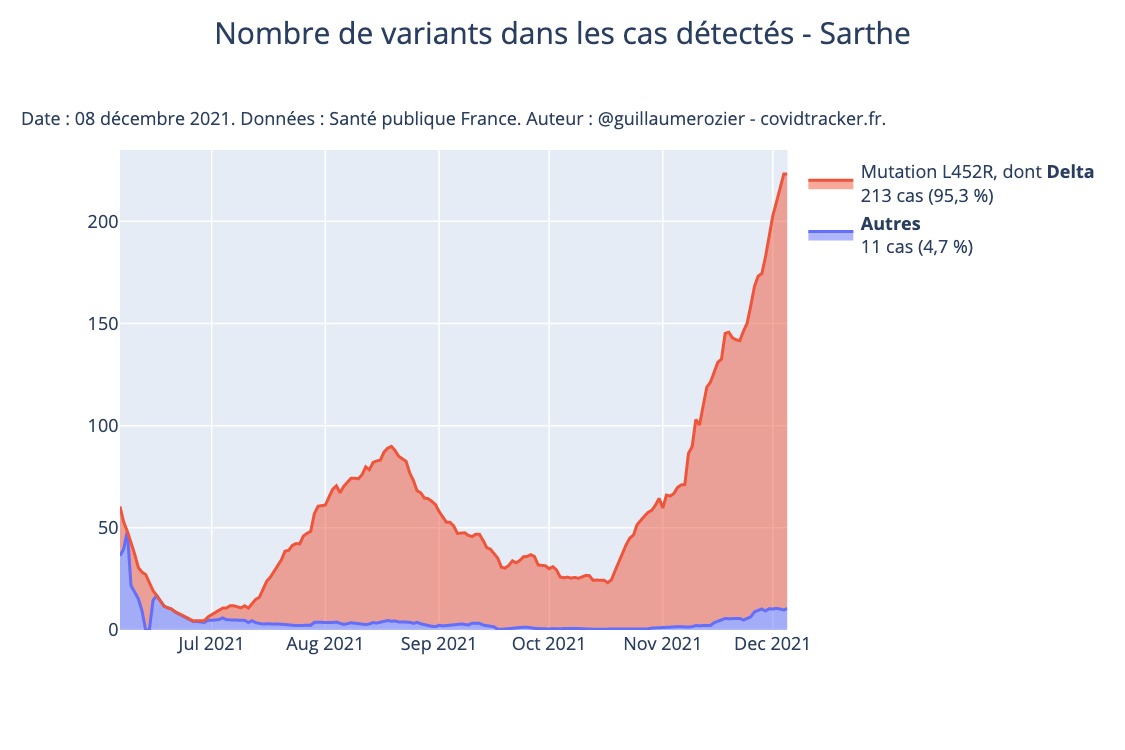 Nombre de variants dans les cas détectés - Sarthe
Date : 08 décembre 2021. Données : Santé publique France. Auteur : @guillaumerozier - covidtracker.fr.
Mutation L452R, dont Delta
213 cas (95,3 %)
Autres
11 cas (4,7 %)
200
150
100
50
0
Jul 2021
Aug 2021
Sep 2021
Oct 2021
Nov 2021
Dec 2021